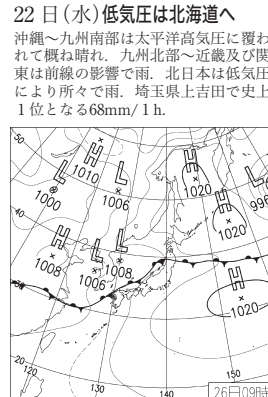 22日(水)低気圧は北海道へ
沖縄〜九州南部は太平洋高気圧に覆わ
れて概ね晴れ．九州北部〜近畿及び関
東は前線の影響で雨．北日本は低気圧
により所々で雨．埼玉県上吉田で史上
1位となる68mm/1h.
50
H
1010
L
1006
L
1000
H
1020
L
996
H
1020
H
1008
L
1006
L
1008
H
1020
20
120
130
140
150
26日09時